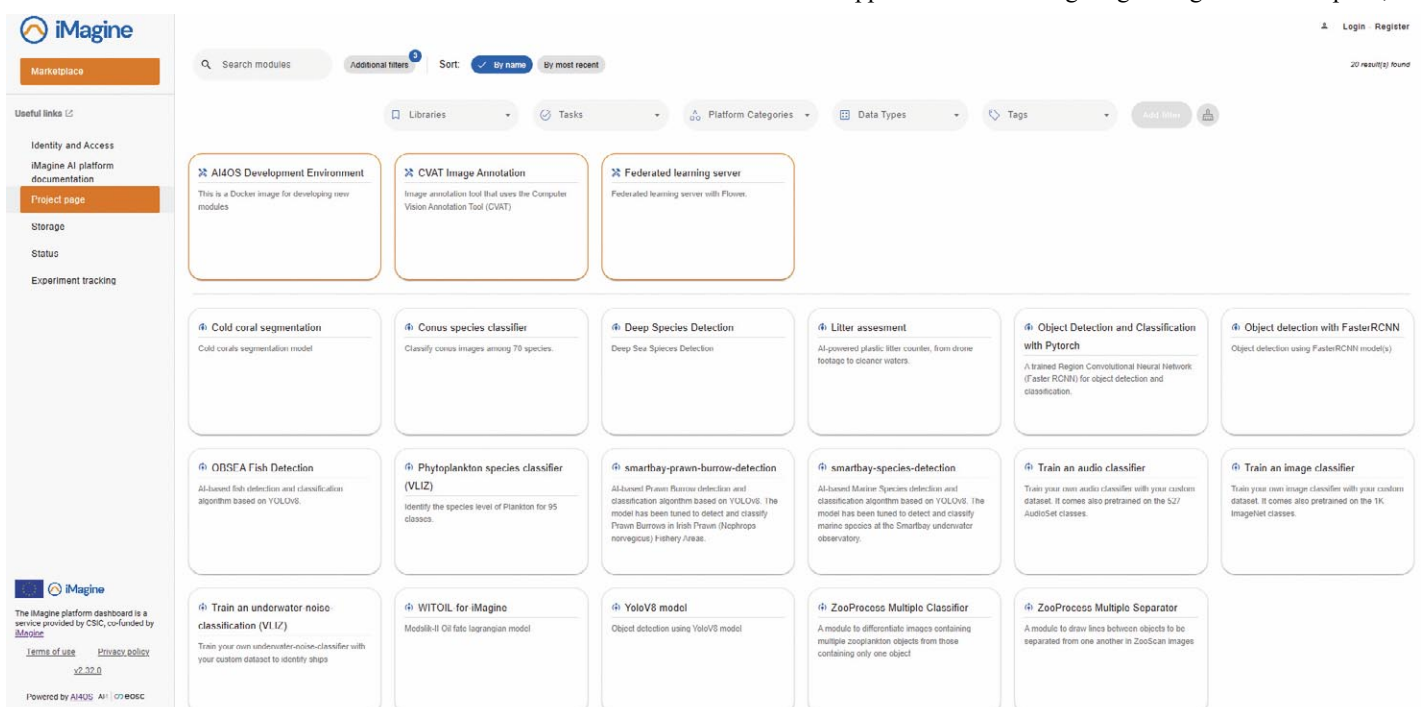 iMagine
Login · Register
Marketplace
Search modules
Additional filters
3
Sort:
By name
By most recent
20 result(s) found
Useful links
Libraries
Tasks
Platform Categories
Data Types
Tags
Add filter
Identity and Access
iMagine AI platform
documentation
Project page
Storage
Status
Experiment tracking
AI4OS Development Environment
This is a Docker image for developing new
modules
CVAT Image Annotation
Image annotation tool that uses the Computer
Vision Annotation Tool (CVAT)
Federated learning server
Federated learning server with Flower.
Cold coral segmentation
Cold corals segmentation model
Conus species classifier
Classify conus images among 70 species.
Deep Species Detection
Deep Sea Spieces Detection
Litter assesment
AI-powered plastic litter counter, from drone
footage to cleaner waters.
Object Detection and Classification
with Pytorch
A trained Region Convolutional Neural Network
(Faster RCNN) for object detection and
classification.
Object detection with FasterRCNN
Object detection using FasterRCNN model(s)
OBSEA Fish Detection
AI-based fish detection and classification
algorithm based on YOLOv8.
Phytoplankton species classifier
(VLIZ)
Identify the species level of Plankton for 95
classes.
smartbay-prawn-burrow-detection
AI-based Prawn Burrow detection and
classification algorithm based on YOLOv8. The
model has been tuned to detect and classify
Prawn Burrows in Irish Prawn (Nephrops
norvegicus) Fishery Areas.
smartbay-species-detection
AI-based Marine Species detection and
classification algorithm based on YOLOv8. The
model has been tuned to detect and classify
marine species at the Smartbay underwater
observatory.
Train an audio classifier
Train your own audio classifier with your custom
dataset. It comes also pretrained on the 527
AudioSet classes.
Train an image classifier
Train your own image classifier with your custom
dataset. It comes also pretrained on the 1K
ImageNet classes.
iMagine
The iMagine platform dashboard is a
service provided by CSIC, co-funded by
iMagine
Terms of use Privacy policy
v2.32.0
Powered by AI4OS eosc
Train an underwater-noise-
classification (VLIZ)
Train your own underwater-noise-classifier with
your custom dataset to identify ships
WITOIL-for-iMagine
Medslik-II Oil fate lagrangian model
YoloV8 model
Object detection using YoloV8 model
ZooProcess Multiple Classifier
A module to differentiate images containing
multiple zooplankton objects from those
containing only one object
ZooProcess Multiple Separator
A module to draw lines between objects to be
separated from one another in ZooScan images